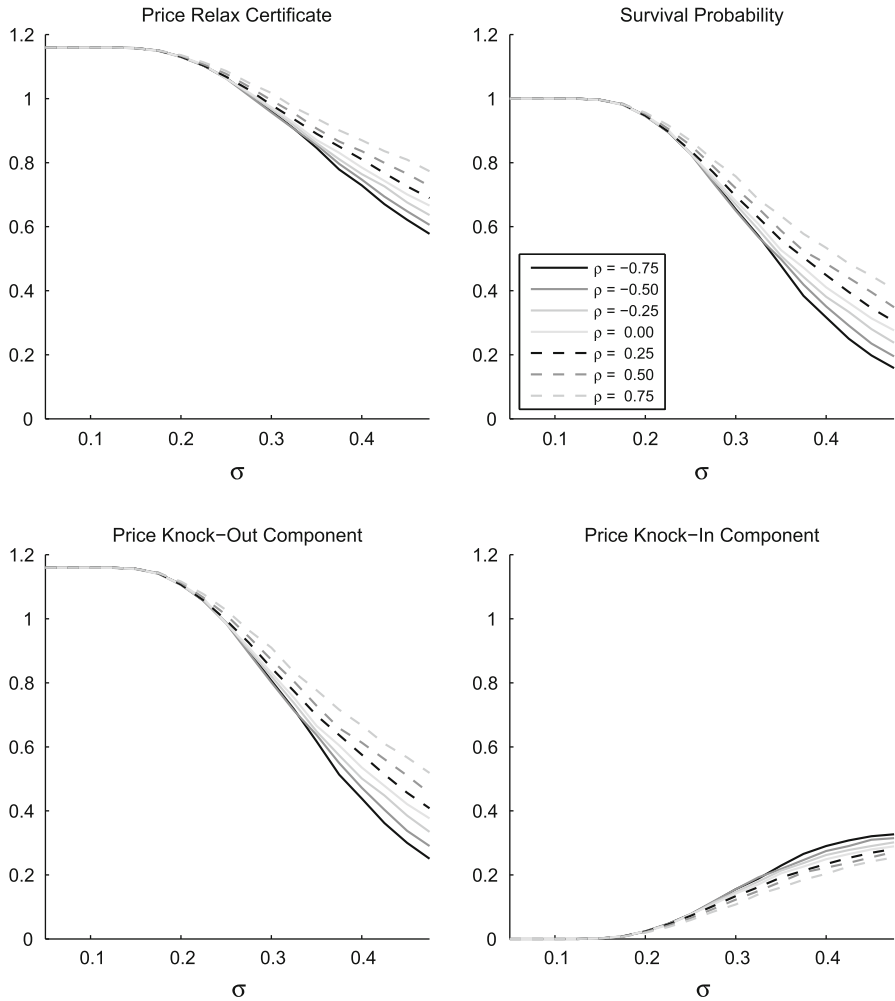 Price Relax Certificate
1.2
1
0.8
0.6
0.4
0.2
0
0.1 0.2 0.3 0.4
σ
Survival Probability
1.2
1
0.8
0.6
0.4
0.2
0
ρ = −0.75
ρ = −0.50
ρ = −0.25
ρ = 0.00
ρ = 0.25
ρ = 0.50
ρ = 0.75
0.1 0.2 0.3 0.4
σ
Price Knock−Out Component
1.2
1
0.8
0.6
0.4
0.2
0
0.1 0.2 0.3 0.4
σ
Price Knock−In Component
1.2
1
0.8
0.6
0.4
0.2
0
0.1 0.2 0.3 0.4
σ